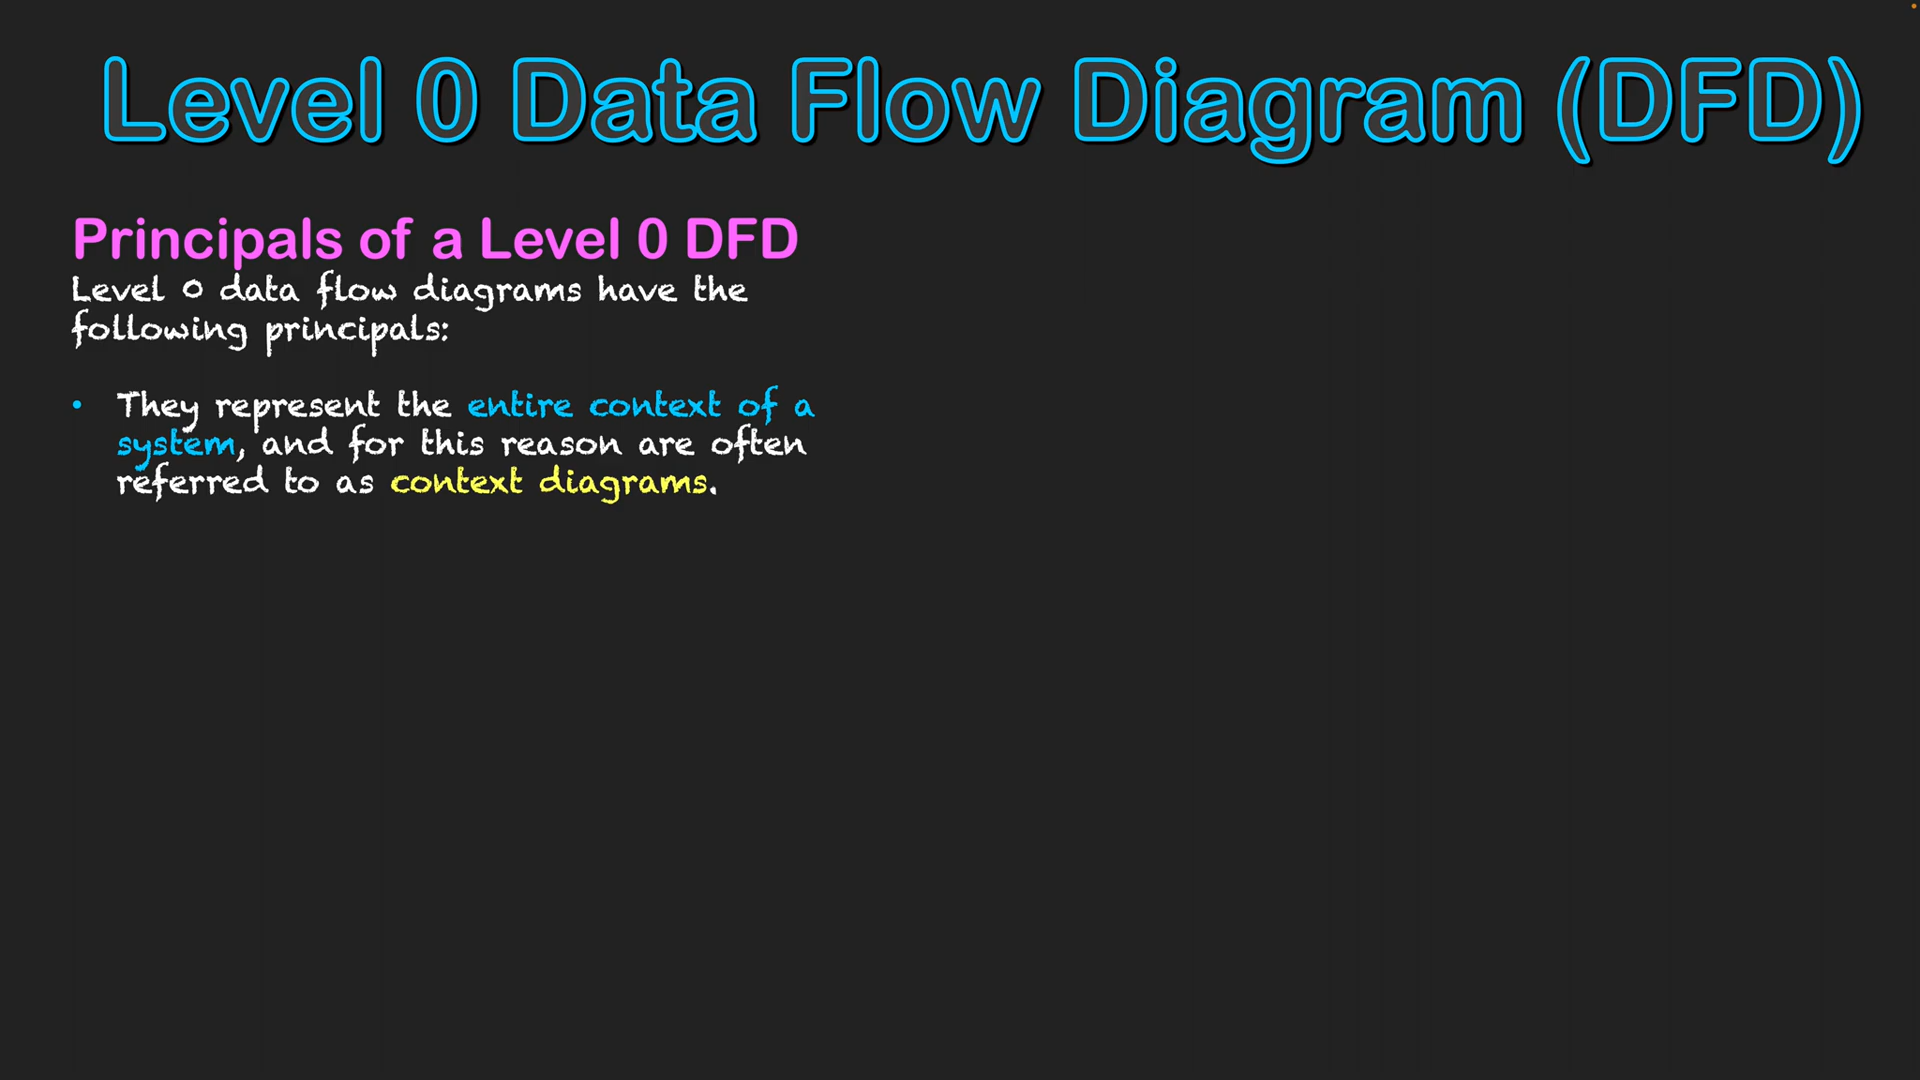 Level 0 Data Flow Diagram (DFD)
Principals of a Level 0 DFD
Level 0 data flow diagrams have the
following principals:
• They represent the entire context of a
system, and for this reason are often
referred to as context diagrams.